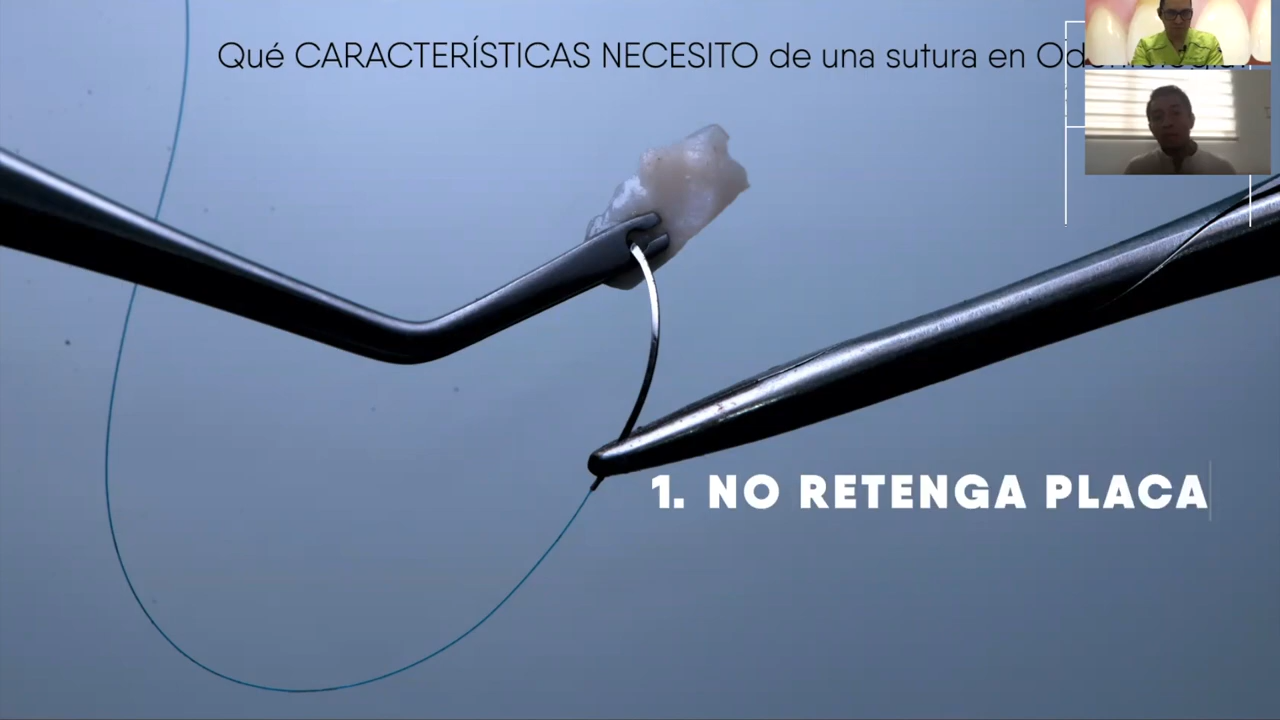 Qué CARACTERÍSTICAS NECESITO de una sutura en
1. NO RETENGA PLACA